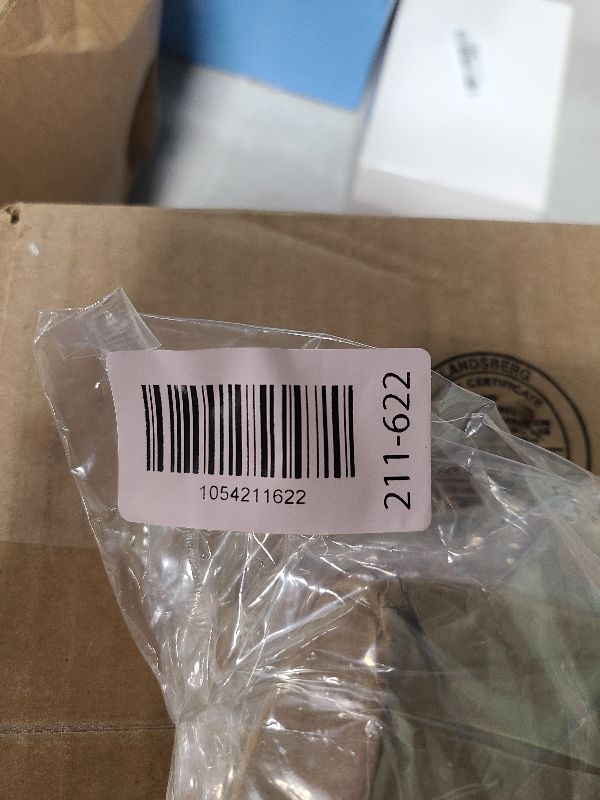 1054211622
211-622
LANDSBERG
CERTIFICATE